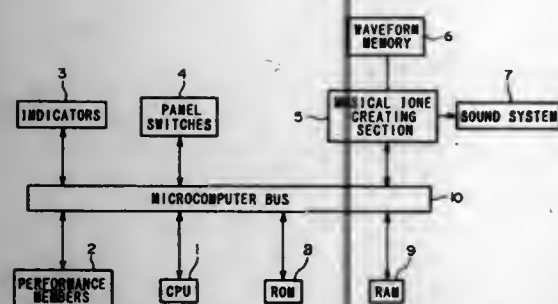 WAVEFORM
MEMORY
6
3
4
7
INDICATORS
PANEL
SWITCHES
5
MUSICAL TONE
CREATING
SECTION
SOUND SYSTEM
MICROCOMPUTER BUS
10
2
1
8
9
PERFORMANCE
MEMBERS
CPU
ROM
RAM